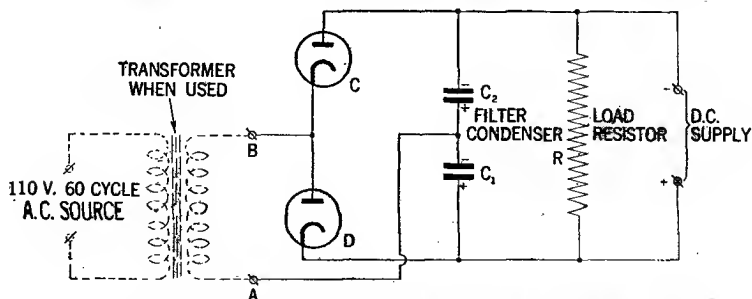 TRANSFORMER
WHEN USED
110 V. 60 CYCLE
A.C. SOURCE
B
A
C
D
-
C₂
+
FILTER
CONDENSER
-
C₁
+
LOAD
RESISTOR
R
-
D.C.
SUPPLY
+